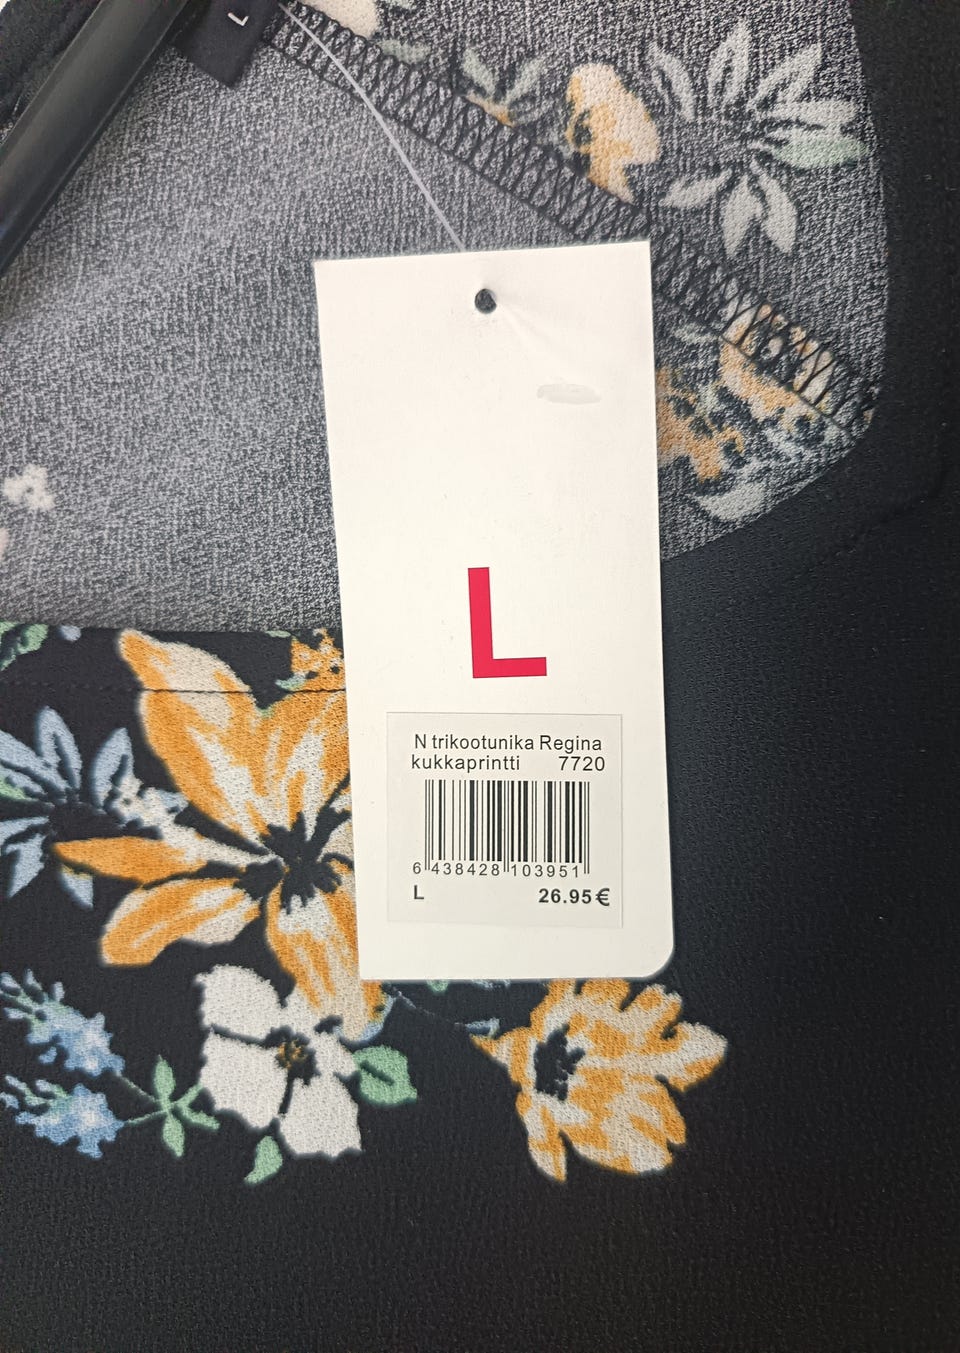 L
L
N trikootunika Regina
kukkaprintti 7720
6 438428 103951
L 26.95€